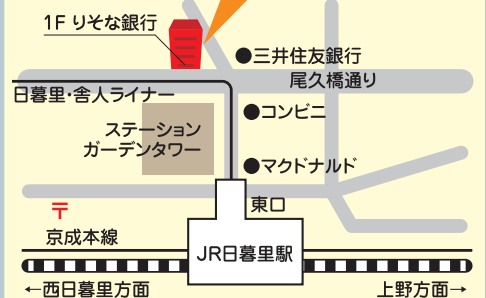 1F りそな銀行
●三井住友銀行
尾久橋通り
日暮里・舎人ライナー
●コンビニ
ステーション
ガーデンタワー
●マクドナルド
東口
〒
京成本線
JR日暮里駅
←西日暮里方面
上野方面→